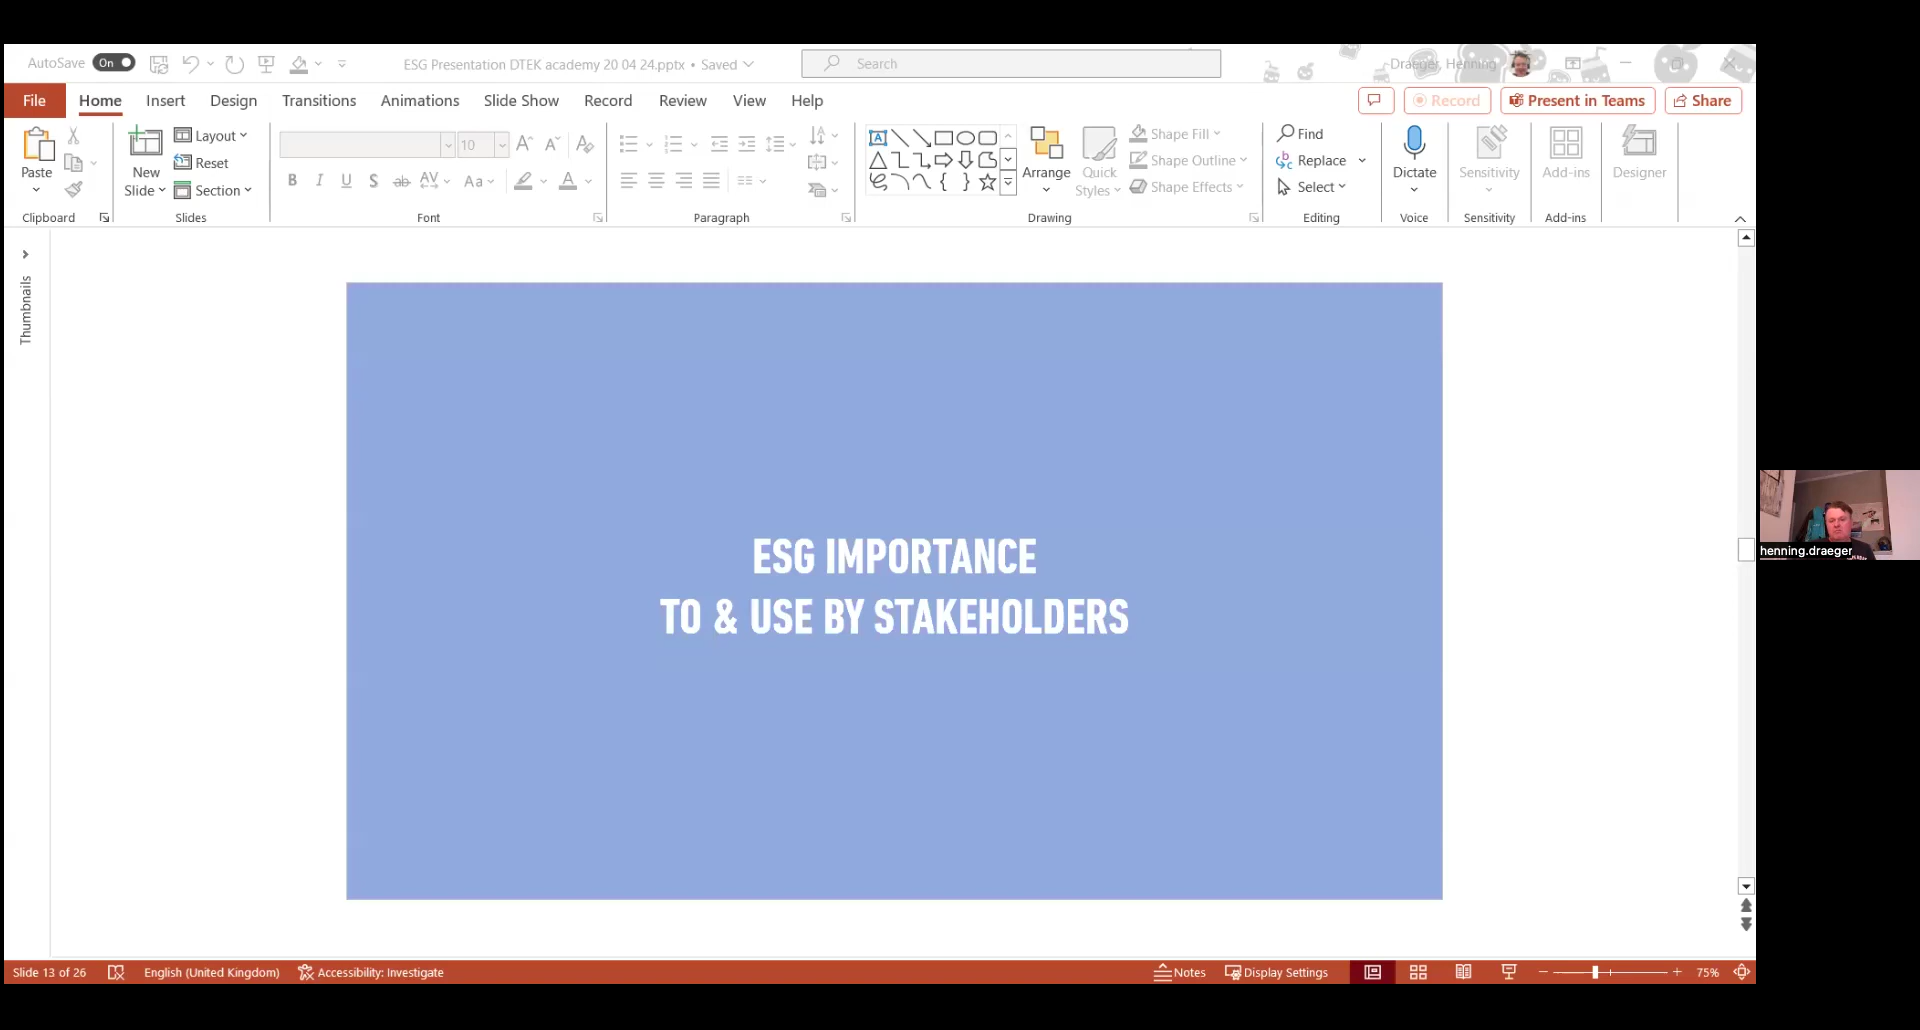 AutoSave On ESG Presentation DTEK academy 20 04 24.pptx • Saved Search Draeger, Henning
File Home Insert Design Transitions Animations Slide Show Record Review View Help Record Present in Teams Share
Paste New Slide Layout Reset Section
10
B I U S ab AV Aa A
Arrange Quick Styles Shape Fill Shape Outline Shape Effects
Find Replace Select
Dictate Sensitivity Add-ins Designer
Clipboard Slides Font Paragraph Drawing Editing Voice Sensitivity Add-ins
Thumbnails
ESG IMPORTANCE
TO & USE BY STAKEHOLDERS
henning.draeger
Slide 13 of 26 English (United Kingdom) Accessibility: Investigate Notes Display Settings 75%